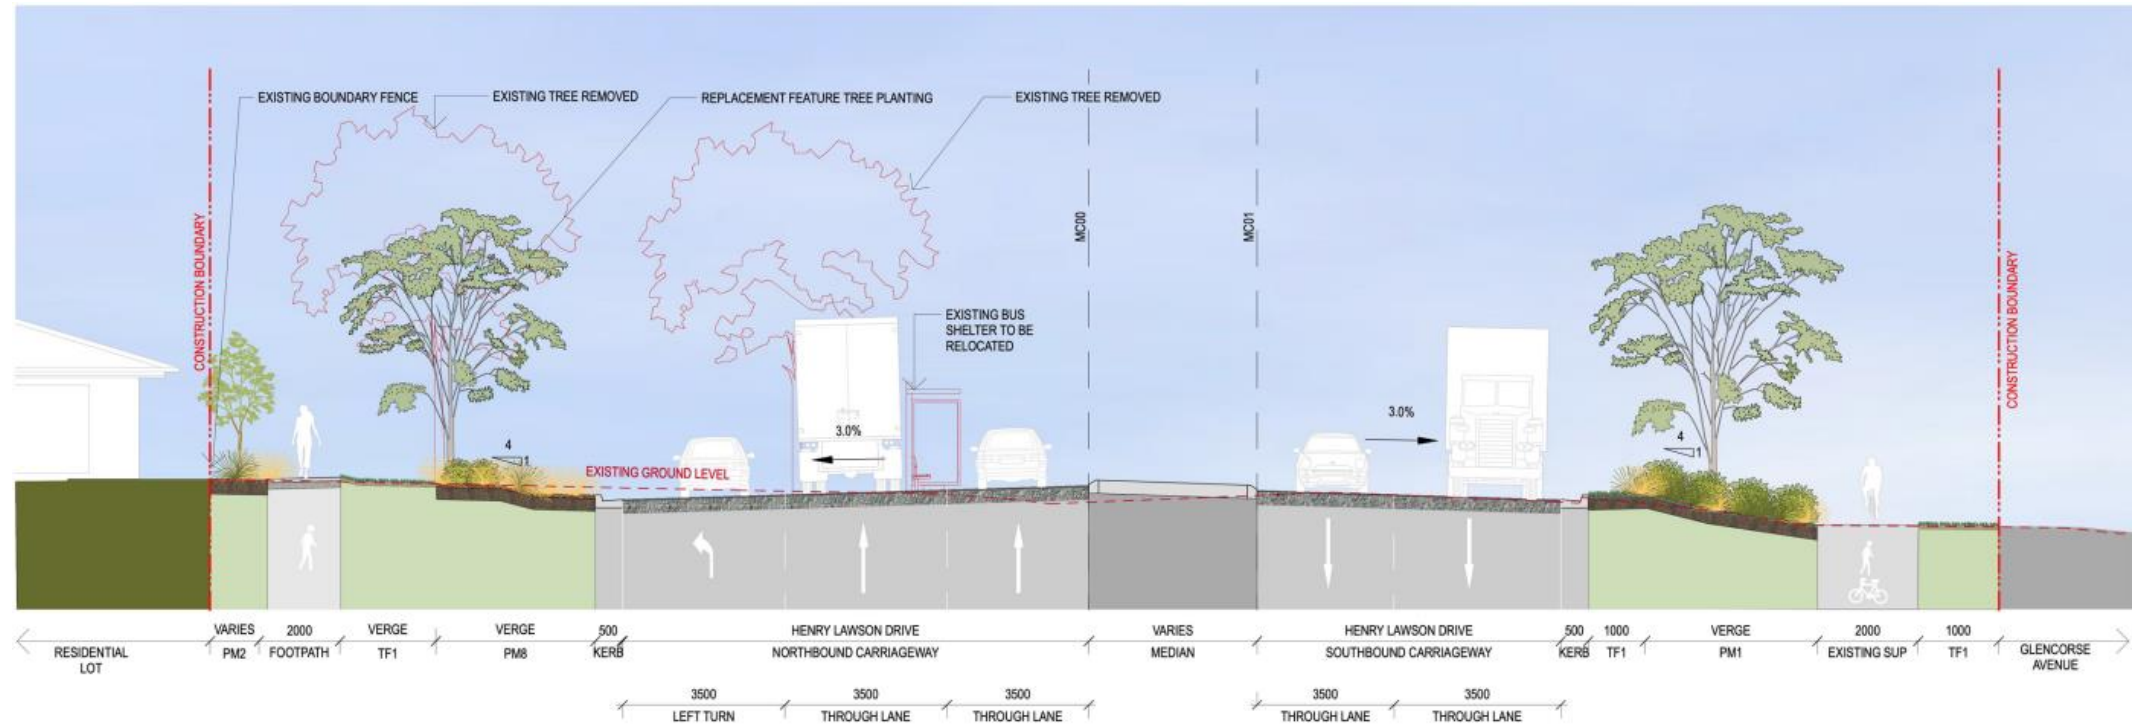 EXISTING BOUNDARY FENCE
EXISTING TREE REMOVED
REPLACEMENT FEATURE TREE PLANTING
EXISTING TREE REMOVED
CONSTRUCTION BOUNDARY
MC00
MC01
CONSTRUCTION BOUNDARY
EXISTING BUS
SHELTER TO BE
RELOCATED
4
1
EXISTING GROUND LEVEL
3.0%
3.0%
4
1
VARIES
2000
VERGE
VERGE
500
HENRY LAWSON DRIVE
VARIES
HENRY LAWSON DRIVE
500
1000
VERGE
2000
1000
RESIDENTIAL
LOT
PM2
FOOTPATH
TF1
PM8
KERB
NORTHBOUND CARRIAGEWAY
MEDIAN
SOUTHBOUND CARRIAGEWAY
KERB
TF1
PM1
EXISTING SUP
TF1
GLENCORSE
AVENUE
3500
3500
3500
3500
3500
LEFT TURN
THROUGH LANE
THROUGH LANE
THROUGH LANE
THROUGH LANE